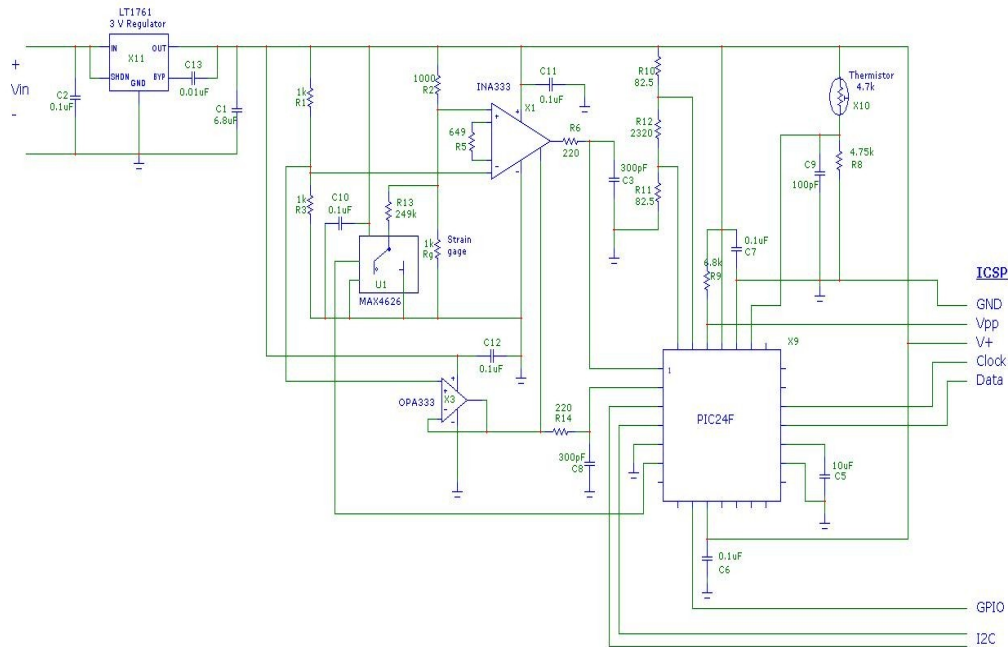 LT1761
3 V Regulator
IN
OUT
X11
SHDN
BYP
GND
C13
0.01uF
+
Vin
-
C2
0.1uF
C1
6.8uF
1k
R1
1000
R2
INA333
X1
C11
0.1uF
+
+
649
R5
-
-
R6
220
300pF
C3
R10
82.5
R12
2320
R11
82.5
Thermistor
4.7k
X10
4.75k
R8
C9
100pF
1k
R3
C10
0.1uF
R13
249k
1k
Rg
Strain
gage
U1
MAX4626
0.1uF
C7
6.8k
R9
ICSP
GND
Vpp
V+
Clock
Data
C12
0.1uF
OPA333
+
+
X3
-
-
220
R14
300pF
C8
X9
1
PIC24F
10uF
C5
0.1uF
C6
GPIO
I2C